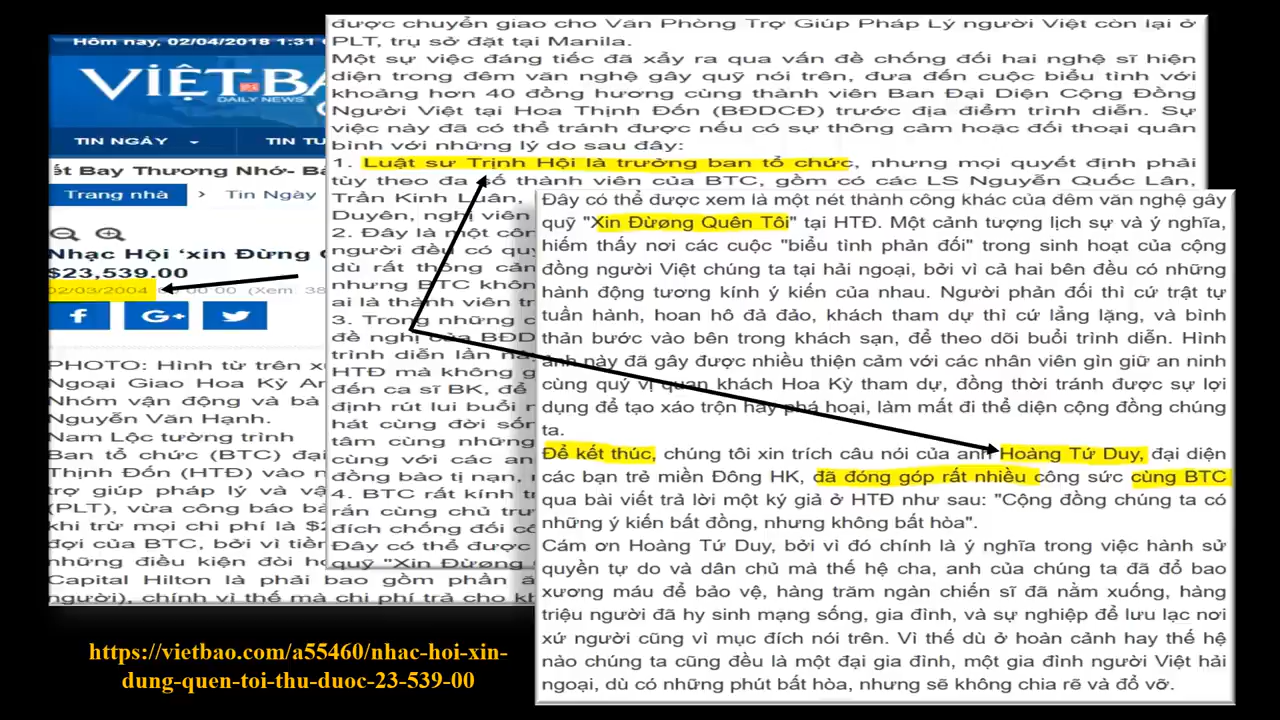 Hôm nay, 02/04/2018 1:31
VIỆT BÁ
DAILY NEWS
TIN NGÀY
TIN TU
ết Bay Thương Nhớ- Bá
Trang nhà > Tin Ngày
Nhạc Hội ‘xin Đừng
$23,539.00
02/03/2004 00:00:00 (Xem 38
f G+
PHOTO: Hình từ trên xu
Ngoại Giao Hoa Kỳ Ar
Nhóm vận động và bà
Nguyễn Văn Hạnh.
Nam Lộc tường trình
Ban tổ chức (BTC) đại
Thịnh Đốn (HTĐ) vào n
trợ giúp pháp lý và vậ
(PLT), vừa công báo bả
khi trừ mọi chi phí là $2
đợi của BTC, bởi vì tiền
những điều kiện đòi họ
Capital Hilton là phải bao gồm phần ă
người), chính vì thế mà chi phí trả cho kh
được chuyển giao cho Văn Phòng Trợ Giúp Pháp Lý người Việt còn lại ở
PLT, trụ sở đặt tại Manila.
Một sự việc đáng tiếc đã xẩy ra qua vấn đề chống đối hai nghệ sĩ hiện
diện trong đêm văn nghệ gây quỹ nói trên, đưa đến cuộc biểu tình với
khoảng hơn 40 đồng hương cùng thành viên Ban Đại Diện Cộng Đồng
Người Việt tại Hoa Thịnh Đốn (BĐDCĐ) trước địa điểm trình diễn. Sự
việc này đã có thể tránh được nếu có sự thông cảm hoặc đối thoại quân
bình với những lý do sau đây:
1. Luật sư Trịnh Hội là trưởng ban tổ chức, nhưng mọi quyết định phải
tùy theo đa số thành viên của BTC, gồm có các LS Nguyễn Quốc Lân,
Trần Kinh Luân,
Duyên, nghị viên
2. Đây là một côn
người đều có quy
dù rất thông cản
nhưng BTC khôn
ai là thành viên tr
3. Trong những c
đề nghị của BĐD
trình diễn lần nà
HTĐ mà không g
đến ca sĩ BK, để
định rút lui buổi n
hát cùng đời sốn
tâm cùng những
cùng với các an
đồng bào tị nạn, n
4. BTC rất kính tr
rắn cùng chủ trư
đích chống đối cộ
Đây có thể được
quỹ "Xin Đừøng Q
Đây có thể được xem là một nét thành công khác của đêm văn nghệ gây
quỹ "Xin Đừøng Quên Tôi" tại HTĐ. Một cảnh tượng lịch sự và ý nghĩa,
hiếm thấy nơi các cuộc "biểu tình phản đối" trong sinh hoạt của cộng
đồng người Việt chúng ta tại hải ngoại, bởi vì cả hai bên đều có những
hành động tương kính ý kiến của nhau. Người phản đối thì cứ trật tự
tuần hành, hoan hô đả đảo, khách tham dự thì cứ lẳng lặng, và bình
thản bước vào bên trong khách sạn, để theo dõi buổi trình diễn. Hình
ảnh này đã gây được nhiều thiện cảm với các nhân viên gìn giữ an ninh
cùng quý vị quan khách Hoa Kỳ tham dự, đồng thời tránh được sự lợi
dụng để tạo xáo trộn hay phá hoại, làm mất đi thể diện cộng đồng chúng
ta.
Để kết thúc, chúng tôi xin trích câu nói của anh Hoàng Tứ Duy, đại diện
các bạn trẻ miền Đông HK, đã đóng góp rất nhiều công sức cùng BTC
qua bài viết trả lời một ký giả ở HTĐ như sau: "Cộng đồng chúng ta có
những ý kiến bất đồng, nhưng không bất hòa".
Cám ơn Hoàng Tứ Duy, bởi vì đó chính là ý nghĩa trong việc hành sử
quyền tự do và dân chủ mà thế hệ cha, anh của chúng ta đã đổ bao
xương máu để bảo vệ, hàng trăm ngàn chiến sĩ đã nằm xuống, hàng
triệu người đã hy sinh mạng sống, gia đình, và sự nghiệp để lưu lạc nơi
xứ người cũng vì mục đích nói trên. Vì thế dù ở hoàn cảnh hay thế hệ
nào chúng ta cũng đều là một đại gia đình, một gia đình người Việt hải
ngoại, dù có những phút bất hòa, nhưng sẽ không chia rẽ và đổ vỡ.
https://vietbao.com/a55460/nhac-hoi-xin-
dung-quen-toi-thu-duoc-23-539-00